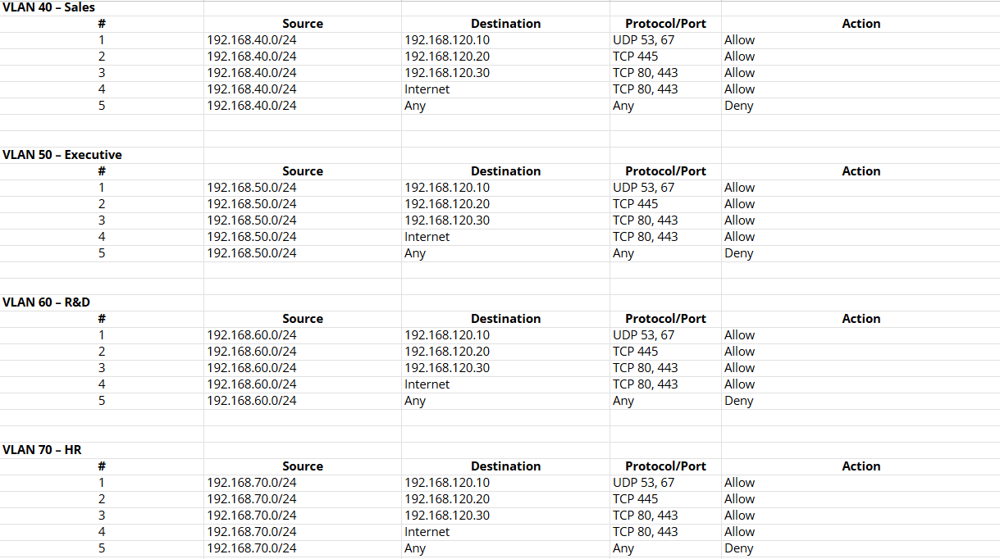 VLAN 40 – Sales
# Source Destination Protocol/Port Action
1 192.168.40.0/24 192.168.120.10 UDP 53, 67 Allow
2 192.168.40.0/24 192.168.120.20 TCP 445 Allow
3 192.168.40.0/24 192.168.120.30 TCP 80, 443 Allow
4 192.168.40.0/24 Internet TCP 80, 443 Allow
5 192.168.40.0/24 Any Any Deny
VLAN 50 – Executive
# Source Destination Protocol/Port Action
1 192.168.50.0/24 192.168.120.10 UDP 53, 67 Allow
2 192.168.50.0/24 192.168.120.20 TCP 445 Allow
3 192.168.50.0/24 192.168.120.30 TCP 80, 443 Allow
4 192.168.50.0/24 Internet TCP 80, 443 Allow
5 192.168.50.0/24 Any Any Deny
VLAN 60 – R&D
# Source Destination Protocol/Port Action
1 192.168.60.0/24 192.168.120.10 UDP 53, 67 Allow
2 192.168.60.0/24 192.168.120.20 TCP 445 Allow
3 192.168.60.0/24 192.168.120.30 TCP 80, 443 Allow
4 192.168.60.0/24 Internet TCP 80, 443 Allow
5 192.168.60.0/24 Any Any Deny
VLAN 70 – HR
# Source Destination Protocol/Port Action
1 192.168.70.0/24 192.168.120.10 UDP 53, 67 Allow
2 192.168.70.0/24 192.168.120.20 TCP 445 Allow
3 192.168.70.0/24 192.168.120.30 TCP 80, 443 Allow
4 192.168.70.0/24 Internet TCP 80, 443 Allow
5 192.168.70.0/24 Any Any Deny